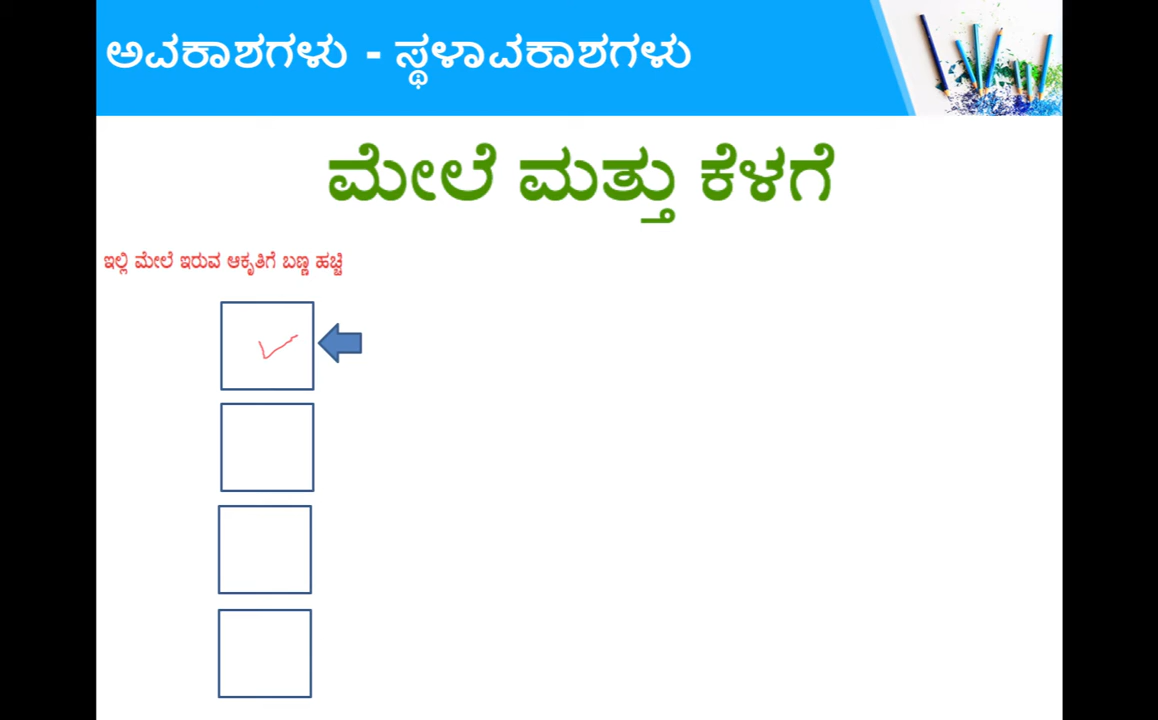 ಅವಕಾಶಗಳು - ಸ್ಥಳಾವಕಾಶಗಳು
ಮೇಲೆ ಮತ್ತು ಕೆಳಗೆ
ಇಲ್ಲಿ ಮೇಲೆ ಇರುವ ಆಕೃತಿಗೆ ಬಣ್ಣ ಹಚ್ಚಿ